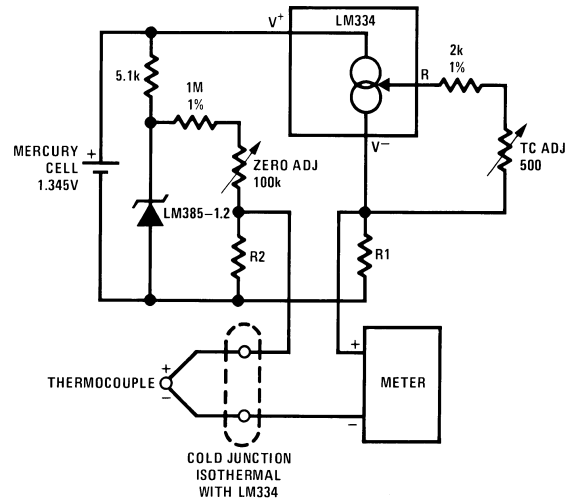 V+
LM334
5.1k
1M
1%
R
2k
1%
MERCURY
CELL
1.345V
+
ZERO ADJ
100k
V−
TC ADJ
500
LM385–1.2
R2
R1
+
THERMOCOUPLE
+
−
METER
−
COLD JUNCTION
ISOTHERMAL
WITH LM334